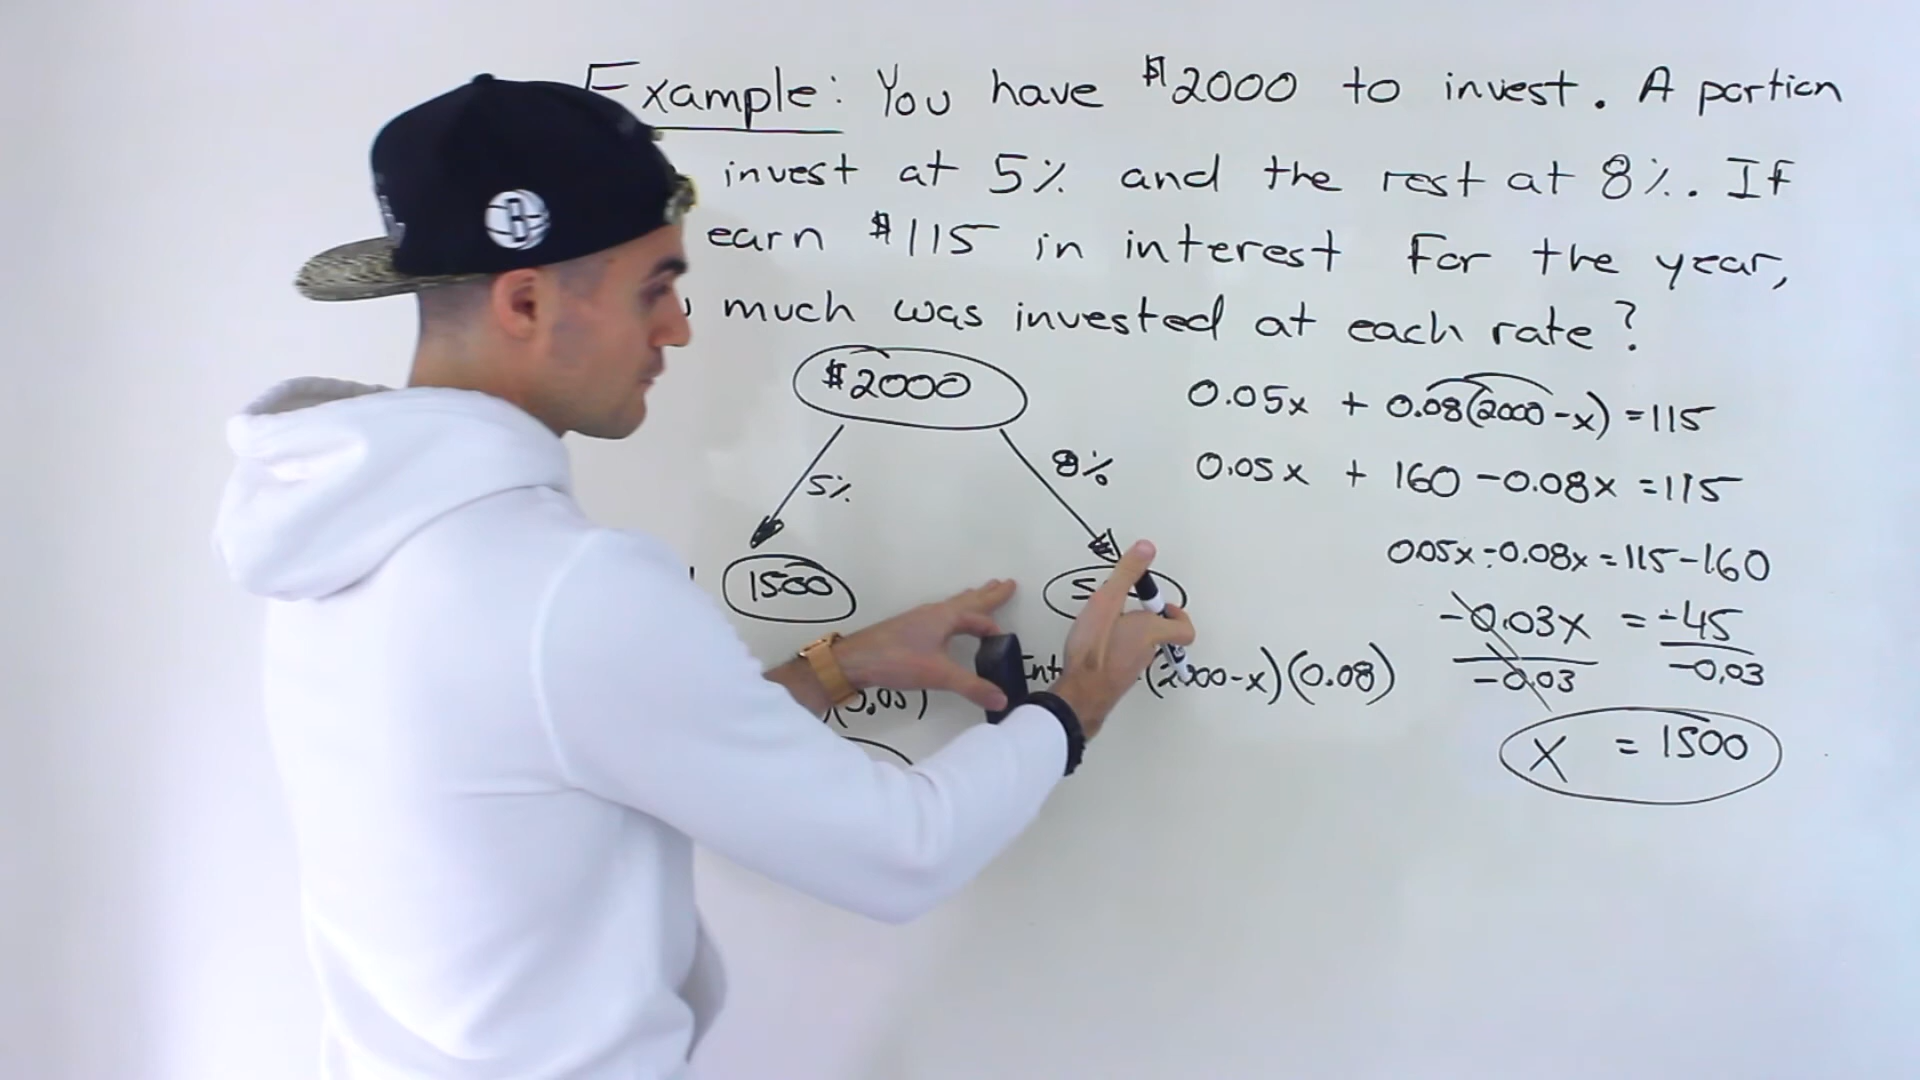 Example: You have $2000 to invest. A portion
invest at 5% and the rest at 8%. If
earn $115 in interest for the year,
much was invested at each rate?
$2000
0.05x + 0.08(2000-x) =115
5%
8%
0.05x + 160 -0.08x =115
0.05x-0.08x=115-160
1500
-0.03x = -45
-0.03 -0.03
(2000-x)(0.08)
x = 1500
B